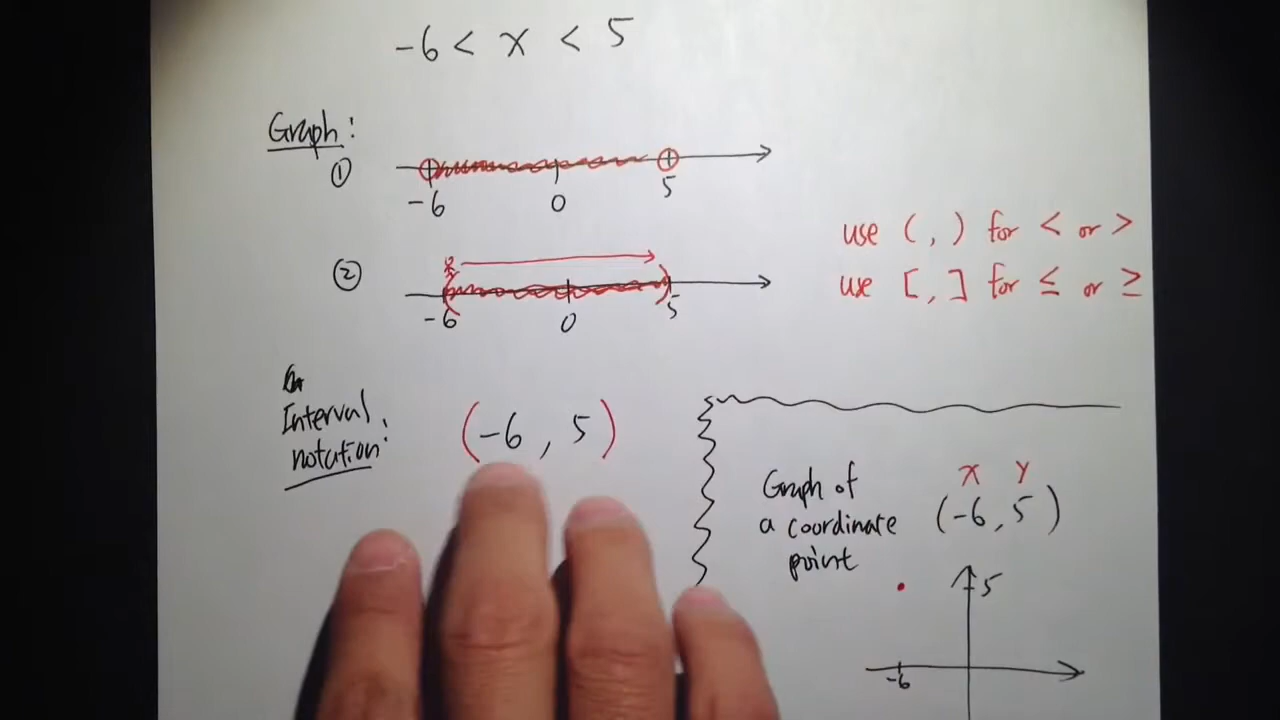 -6 < x < 5
Graph:
①
-6 0 5
②
-6 0 5
use ( , ) for < or >
use [ , ] for ≤ or ≥
Interval
notation:
(-6 , 5)
Graph of
a coordinate
point
x y
(-6, 5)
5
-6